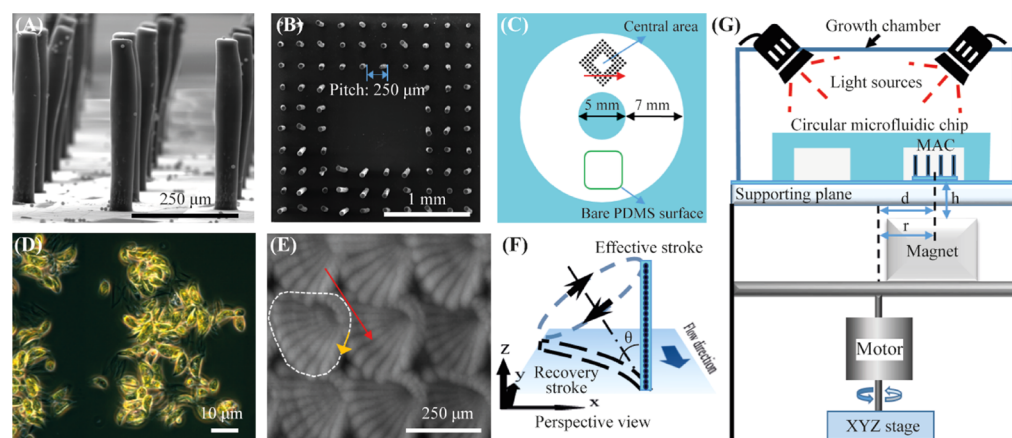 (A)
250 μm
(B)
Pitch: 250 μm
1 mm
(C)
Central area
5 mm
7 mm
Bare PDMS surface
(D)
10 μm
(E)
250 μm
(F)
Effective stroke
θ
Flow direction
Recovery
stroke
z
y
x
Perspective view
(G)
Growth chamber
Light sources
Circular microfluidic chip
MAC
Supporting plane
d
h
r
Magnet
Motor
XYZ stage